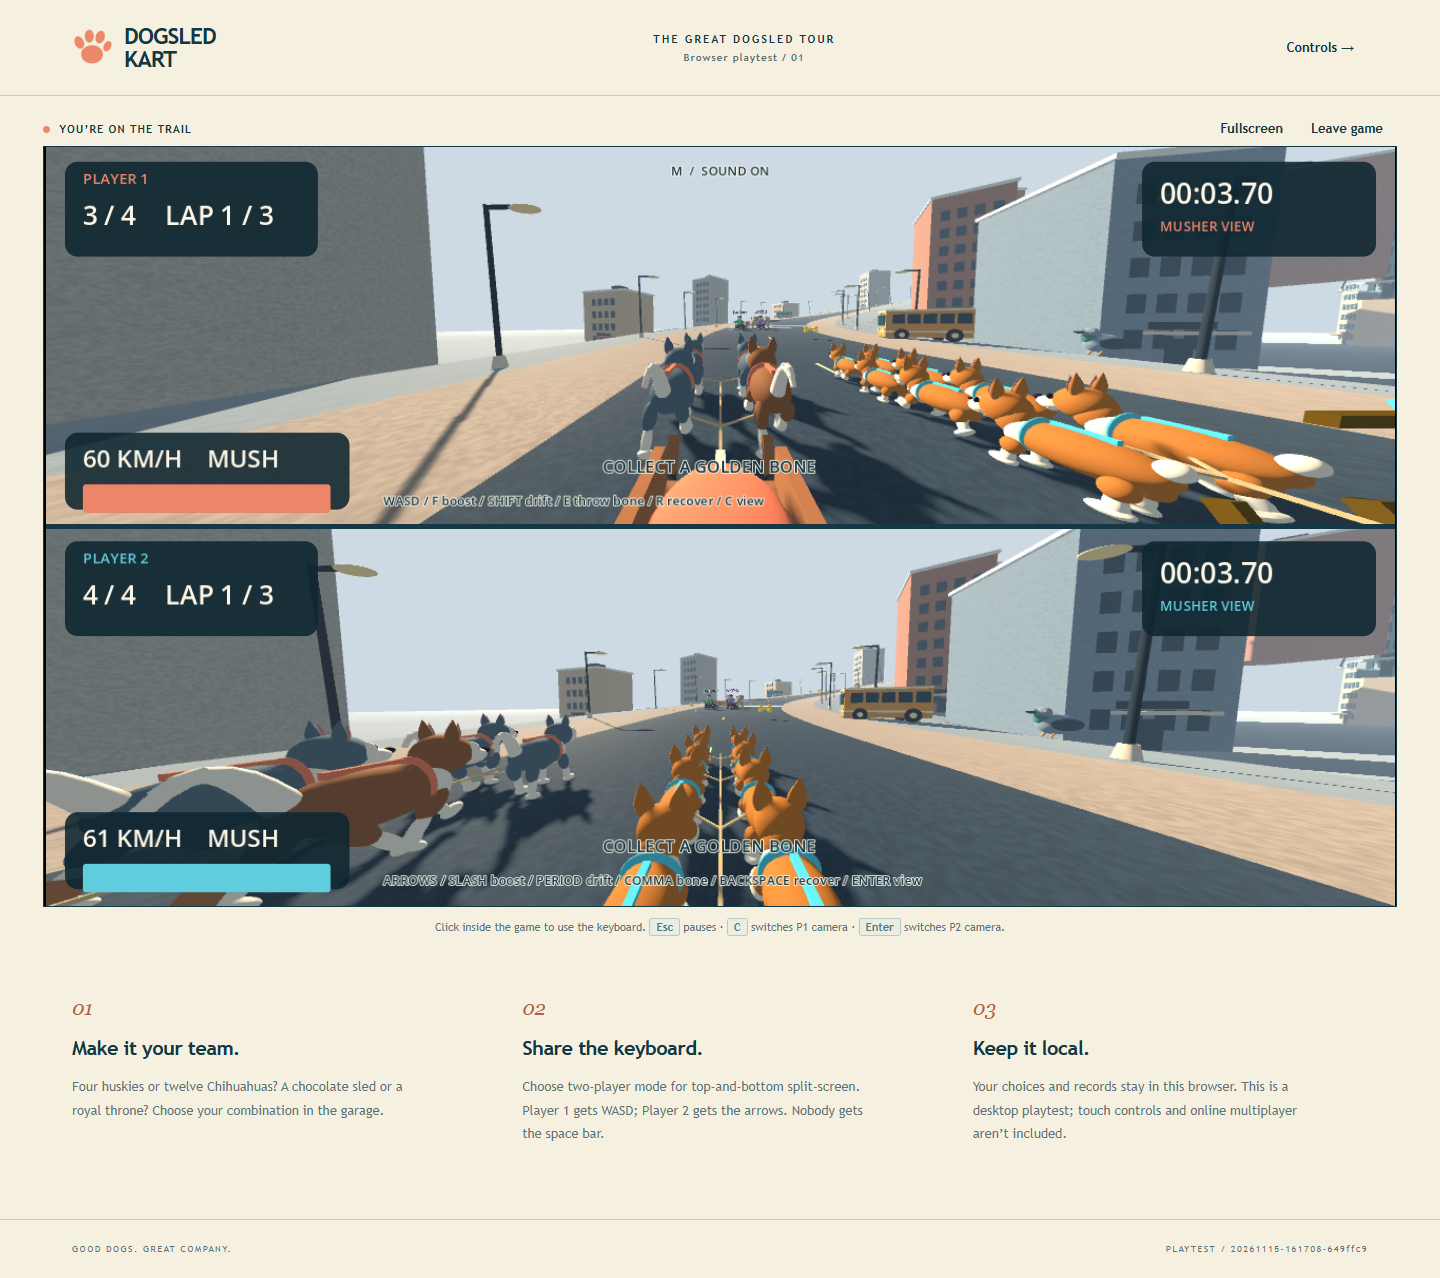 DOGSLED
KART
THE GREAT DOGSLED TOUR
Browser playtest / 01
Controls →
YOU'RE ON THE TRAIL
Fullscreen
Leave game
PLAYER 1
3 / 4 LAP 1 / 3
M / SOUND ON
00:03.70
MUSHER VIEW
60 KM/H MUSH
COLLECT A GOLDEN BONE
WASD / F boost / SHIFT drift / E throw bone / R recover / C view
PLAYER 2
4 / 4 LAP 1 / 3
00:03.70
MUSHER VIEW
61 KM/H MUSH
COLLECT A GOLDEN BONE
ARROWS / SLASH boost / PERIOD drift / COMMA bone / BACKSPACE recover / ENTER view
Click inside the game to use the keyboard. Esc pauses · C switches P1 camera · Enter switches P2 camera.
01
Make it your team.
Four huskies or twelve Chihuahuas? A chocolate sled or a
royal throne? Choose your combination in the garage.
02
Share the keyboard.
Choose two-player mode for top-and-bottom split-screen.
Player 1 gets WASD; Player 2 gets the arrows. Nobody gets
the space bar.
03
Keep it local.
Your choices and records stay in this browser. This is a
desktop playtest; touch controls and online multiplayer
aren't included.
GOOD DOGS. GREAT COMPANY.
PLAYTEST / 20261115-161708-649ffc9